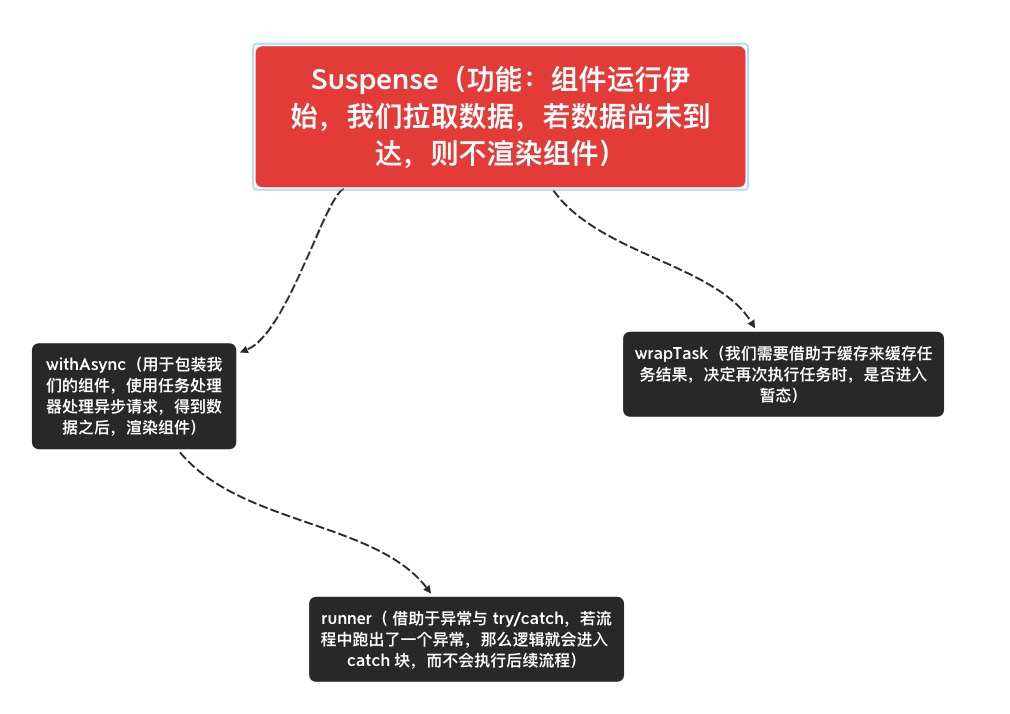 Suspense（功能：组件运行伊
始，我们拉取数据，若数据尚未到
达，则不渲染组件）
withAsync（用于包装我
们的组件，使用任务处理
器处理异步请求，得到数
据之后，渲染组件）
wrapTask（我们需要借助于缓存来缓存任
务结果，决定再次执行任务时，是否进入
暂态）
runner（ 借助于异常与 try/catch，若流
程中跑出了一个异常，那么逻辑就会进入
catch 块，而不会执行后续流程）